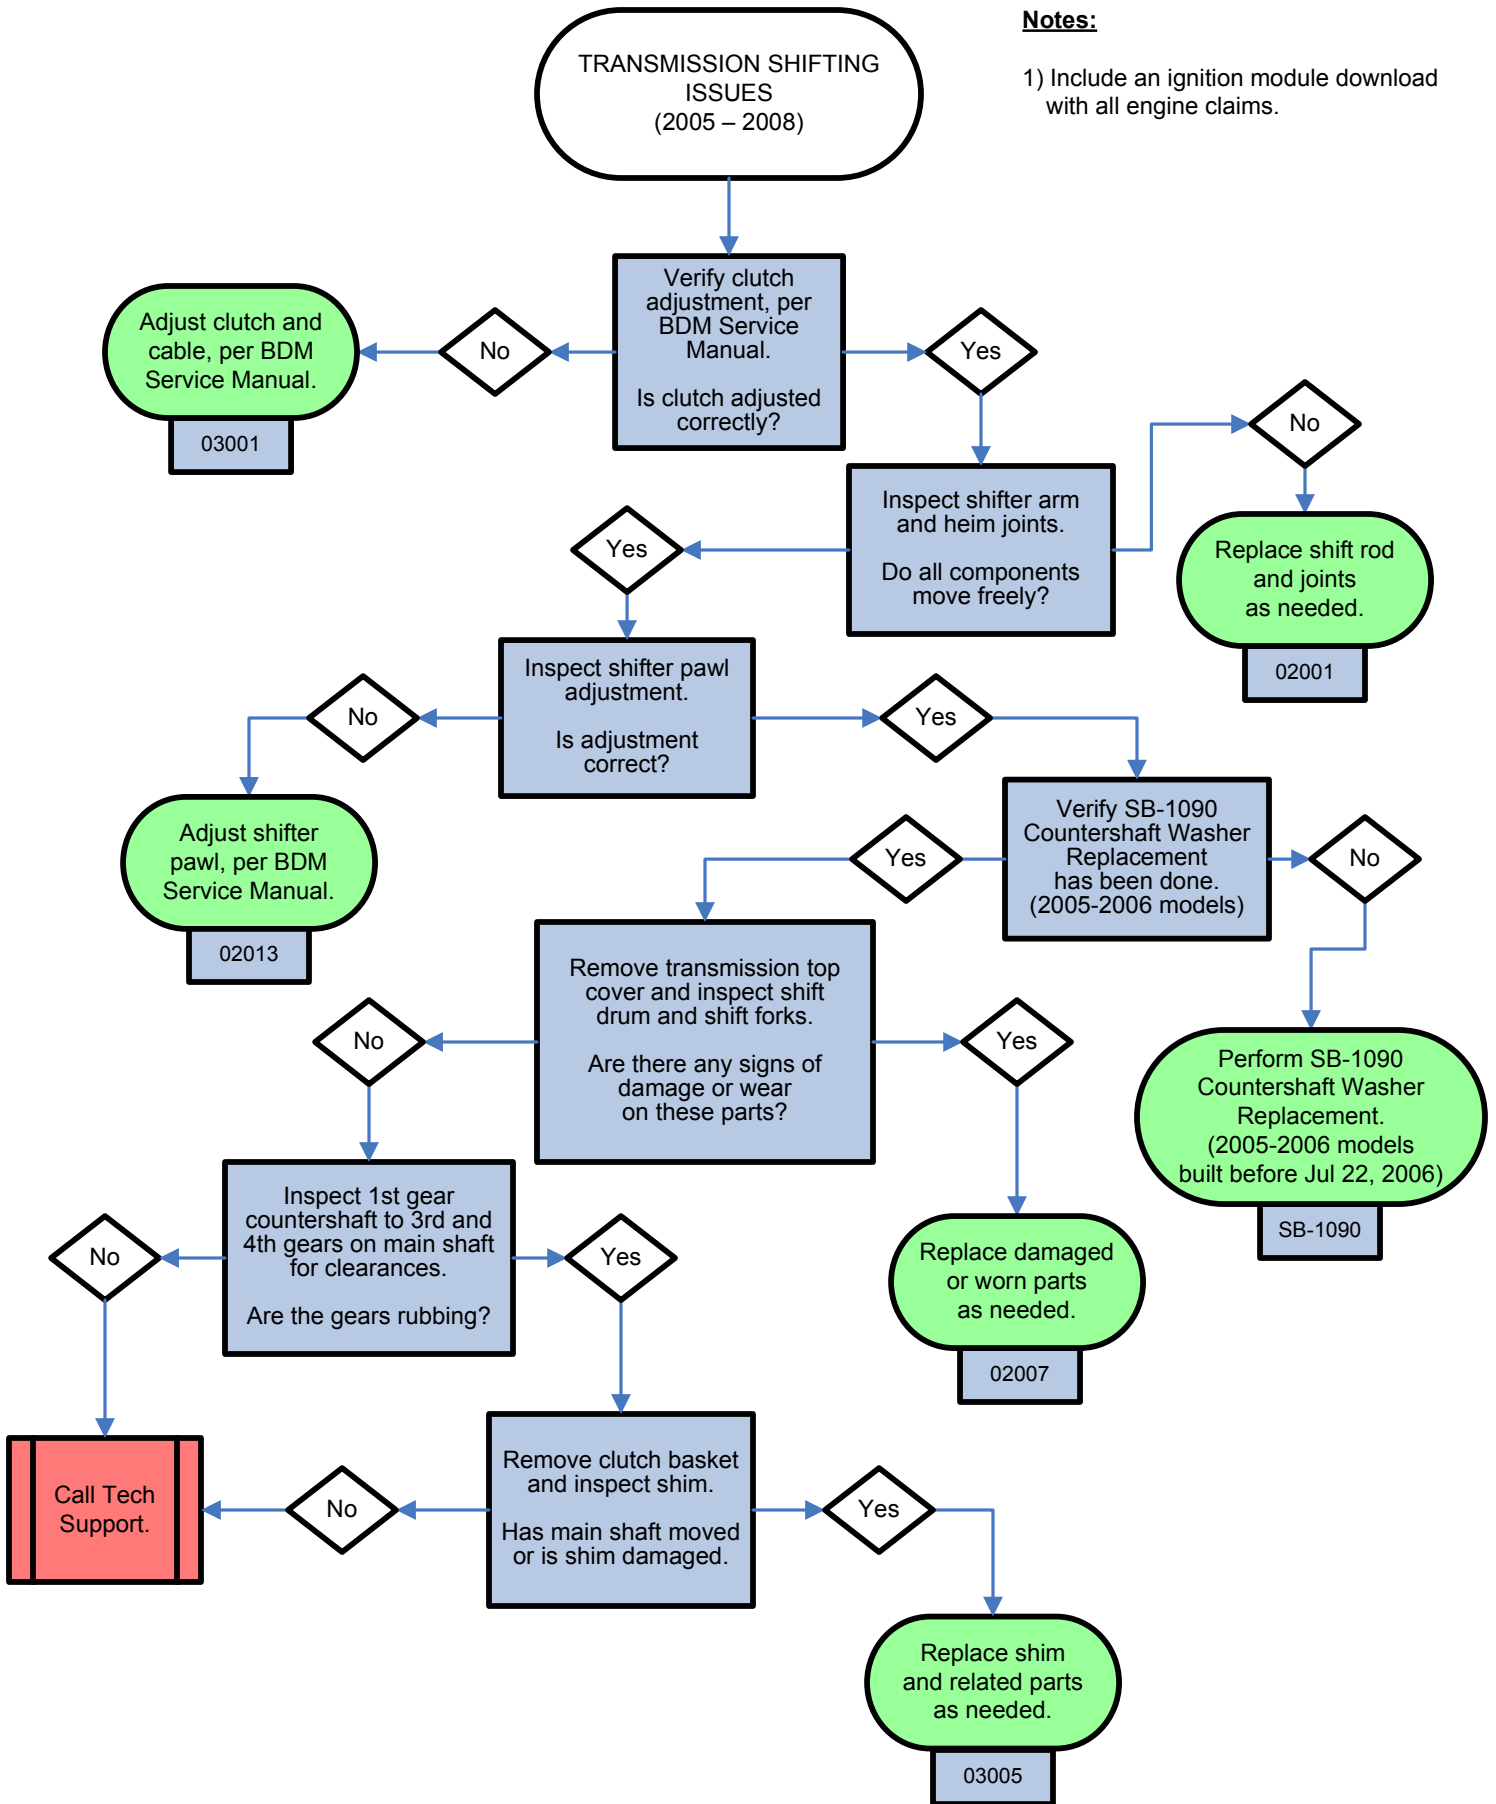 Notes:
1) Include an ignition module download
with all engine claims.
TRANSMISSION SHIFTING
ISSUES
(2005 – 2008)
Verify clutch
adjustment, per
BDM Service
Manual.
Is clutch adjusted
correctly?
No
Adjust clutch and
cable, per BDM
Service Manual.
03001
Yes
Inspect shifter arm
and heim joints.
Do all components
move freely?
No
Replace shift rod
and joints
as needed.
02001
Yes
Inspect shifter pawl
adjustment.
Is adjustment
correct?
No
Adjust shifter
pawl, per BDM
Service Manual.
02013
Yes
Verify SB-1090
Countershaft Washer
Replacement
has been done.
(2005-2006 models)
No
Perform SB-1090
Countershaft Washer
Replacement.
(2005-2006 models
built before Jul 22, 2006)
SB-1090
Yes
Remove transmission top
cover and inspect shift
drum and shift forks.
Are there any signs of
damage or wear
on these parts?
Yes
Replace damaged
or worn parts
as needed.
02007
No
Inspect 1st gear
countershaft to 3rd and
4th gears on main shaft
for clearances.
Are the gears rubbing?
No
Call Tech
Support.
Yes
Remove clutch basket
and inspect shim.
Has main shaft moved
or is shim damaged.
No
Yes
Replace shim
and related parts
as needed.
03005